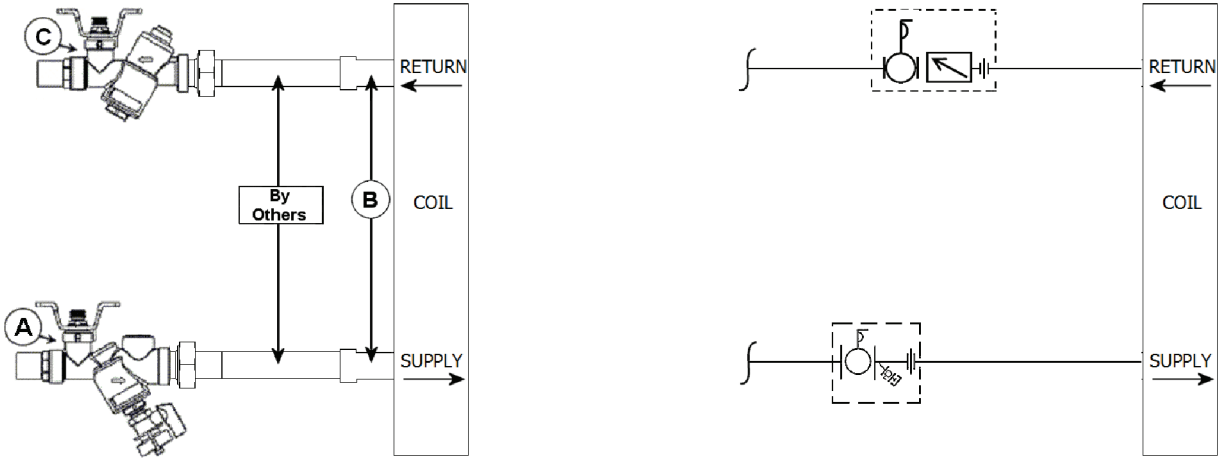 C
RETURN
By
Others
B
COIL
A
SUPPLY
RETURN
COIL
SUPPLY